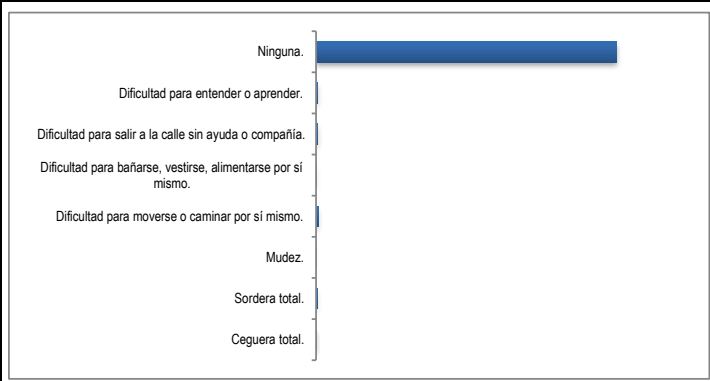 Ninguna.
Dificultad para entender o aprender.
Dificultad para salir a la calle sin ayuda o compañía.
Dificultad para bañarse, vestirse, alimentarse por sí
mismo.
Dificultad para moverse o caminar por sí mismo.
Mudez.
Sordera total.
Ceguera total.